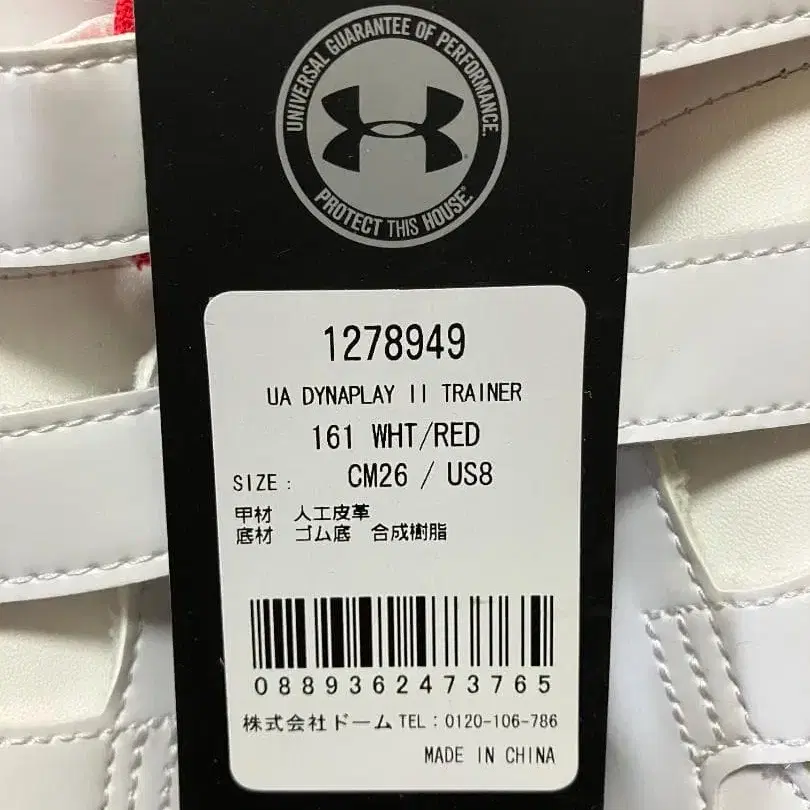 UNIVERSAL GUARANTEE OF PERFORMANCE.
PROTECT THIS HOUSE.®
1278949
UA DYNAPLAY II TRAINER
161 WHT/RED
SIZE : CM26 / US8
甲材 人工皮革
底材 ゴム底 合成樹脂
0889362473765
株式会社ドーム TEL：0120-106-786
MADE IN CHINA